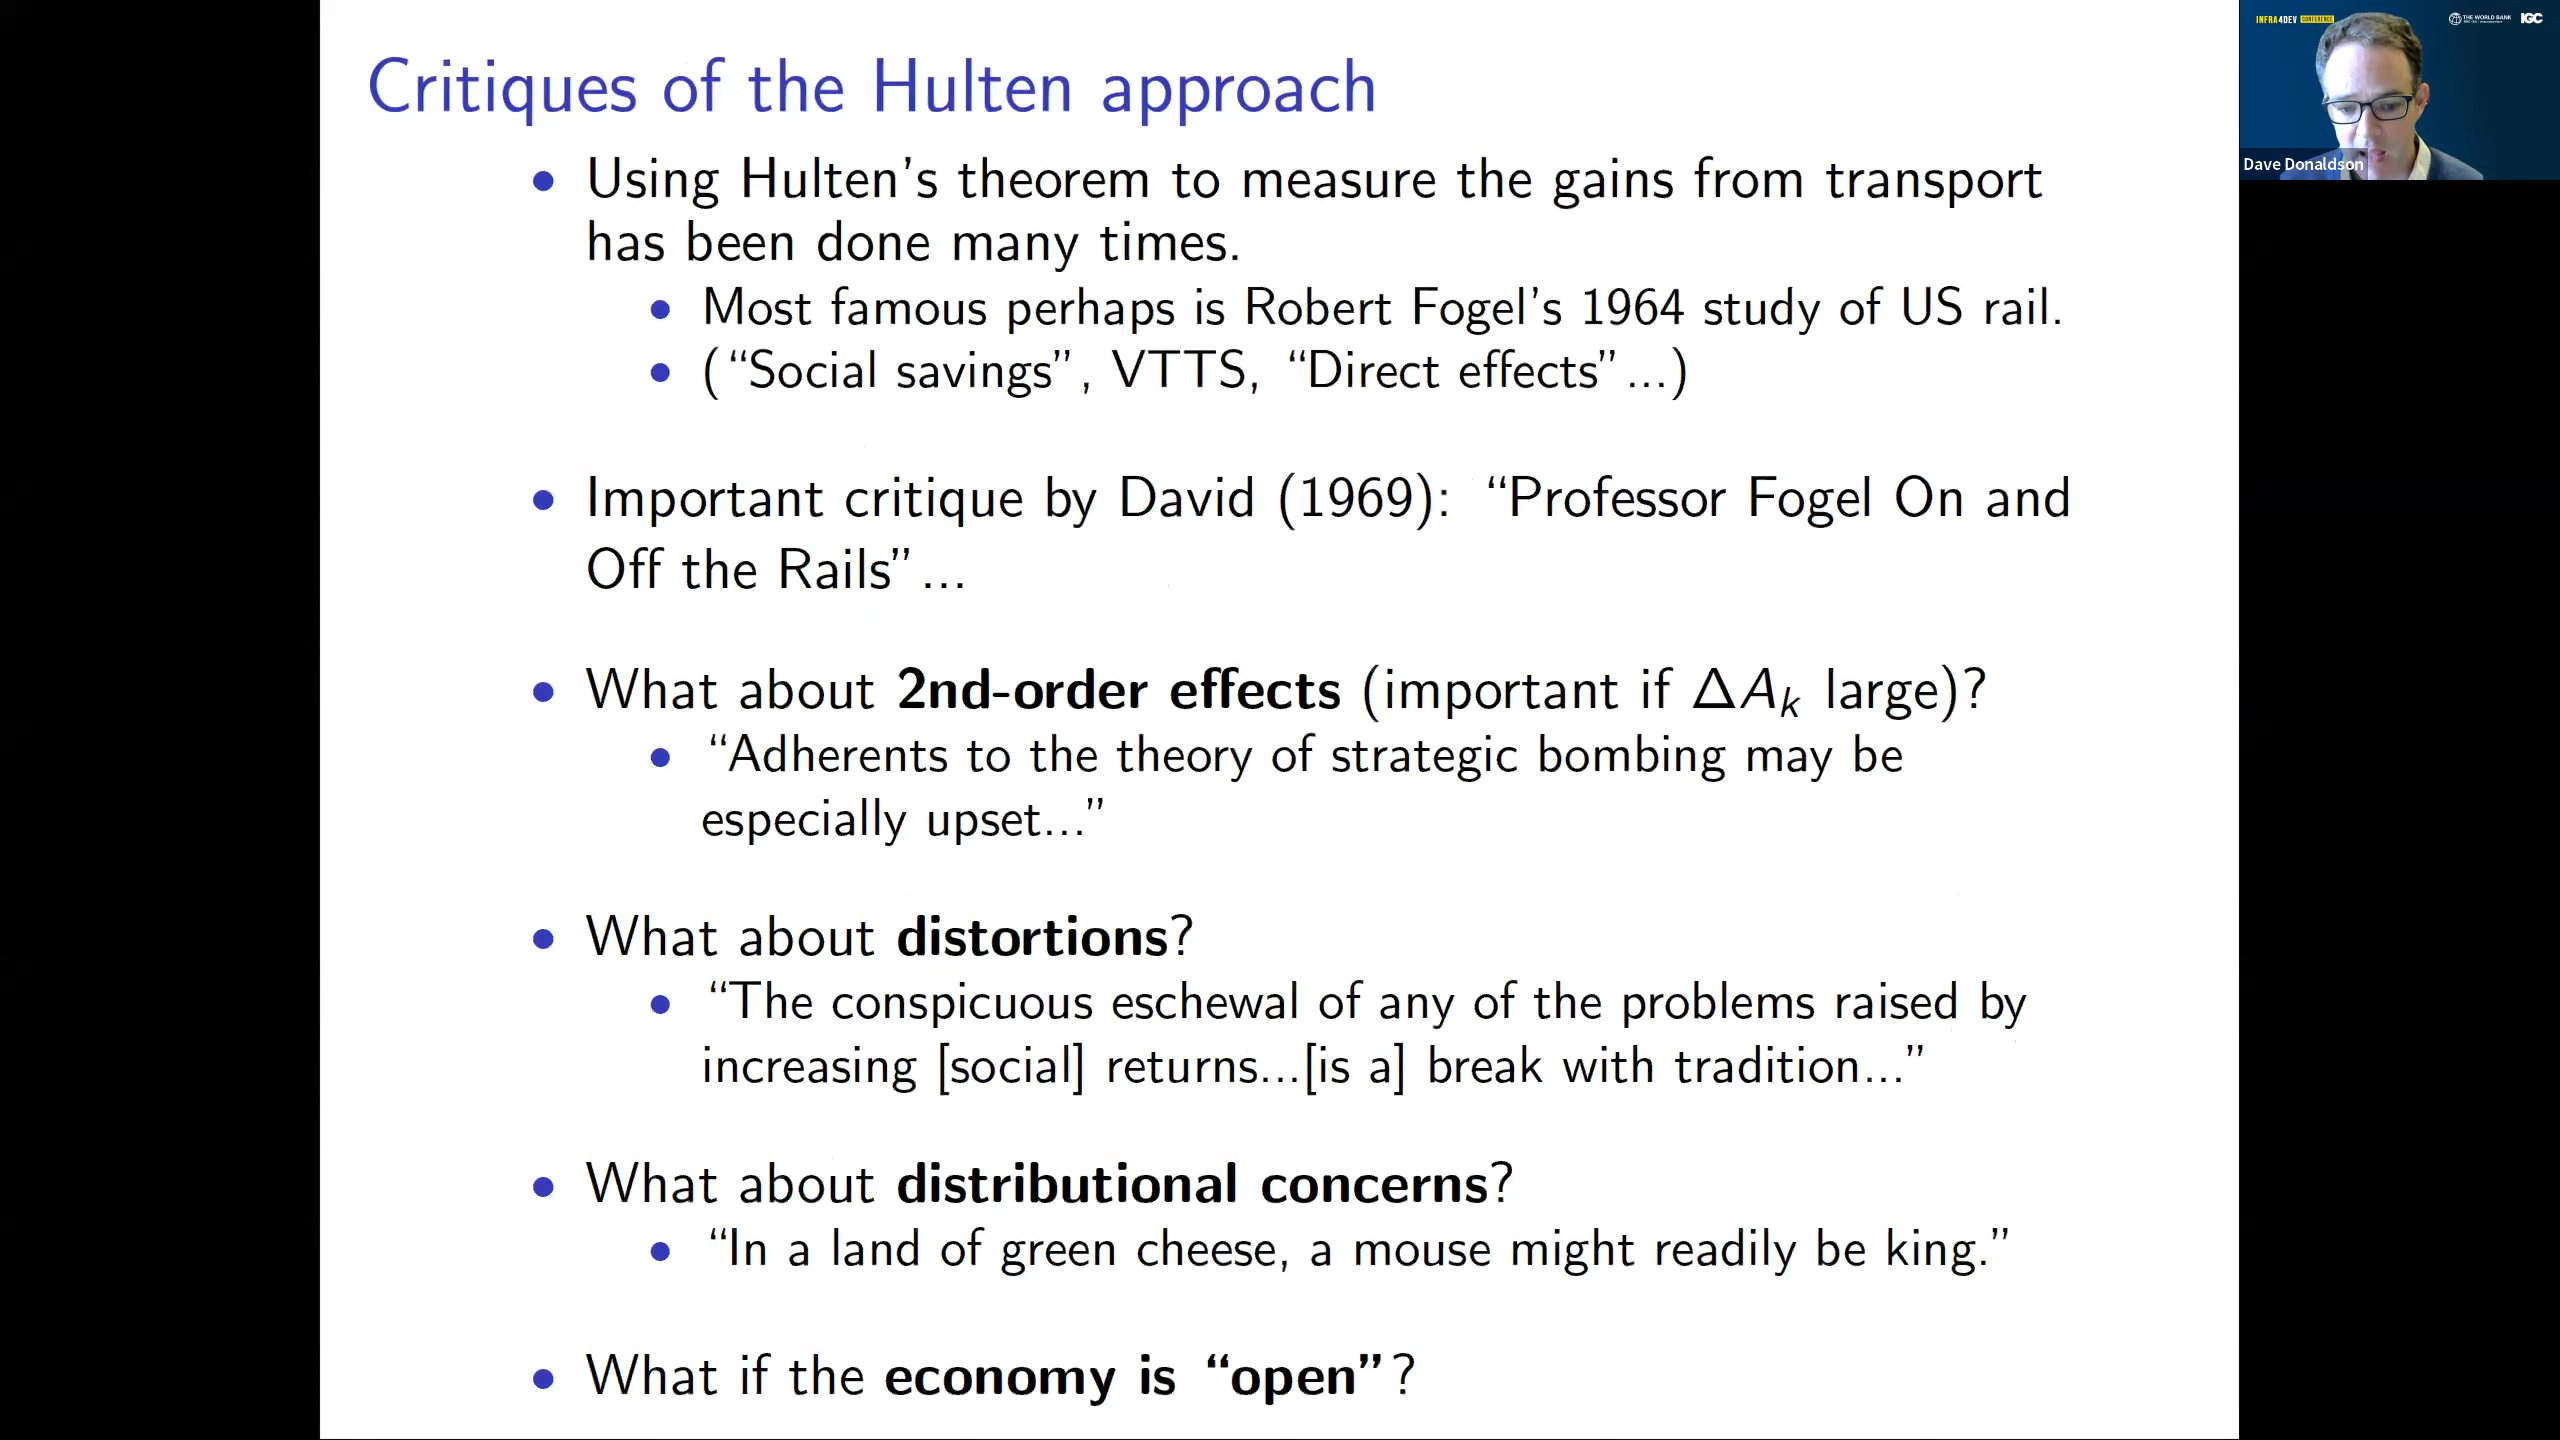 Critiques of the Hulten approach
• Using Hulten's theorem to measure the gains from transport
has been done many times.
• Most famous perhaps is Robert Fogel's 1964 study of US rail.
• (“Social savings”, VTTS, “Direct effects”...)
• Important critique by David (1969): “Professor Fogel On and
Off the Rails”...
• What about 2nd-order effects (important if ΔAₖ large)?
• “Adherents to the theory of strategic bombing may be
especially upset...”
• What about distortions?
• “The conspicuous eschewal of any of the problems raised by
increasing [social] returns...[is a] break with tradition...”
• What about distributional concerns?
• “In a land of green cheese, a mouse might readily be king.”
• What if the economy is “open”?
INFRA4DEV CONFERENCE
THE WORLD BANK
IGC
Dave Donaldson